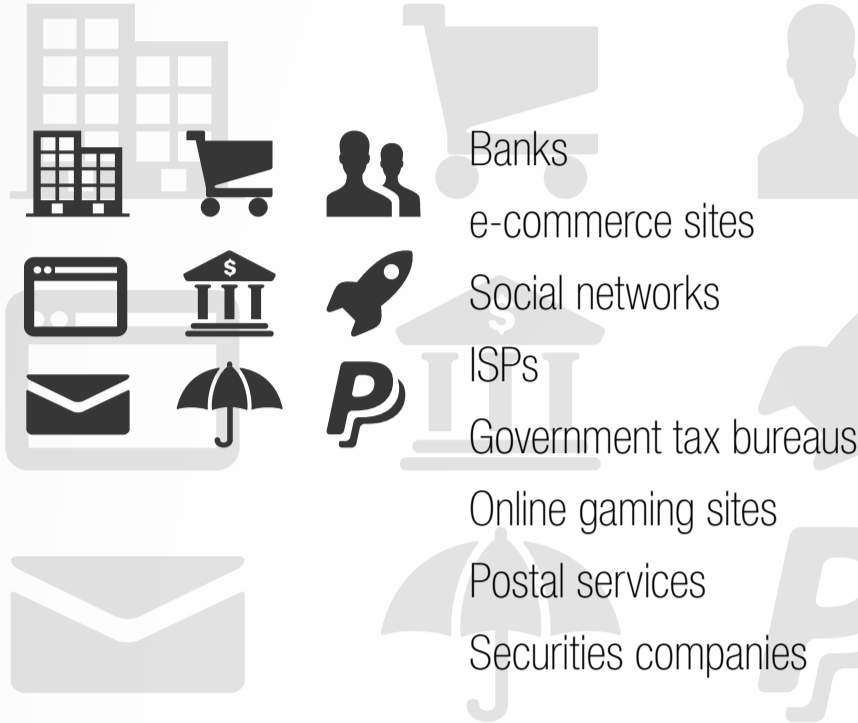 Banks
e-commerce sites
Social networks
ISPs
Government tax bureaus
Online gaming sites
Postal services
Securities companies